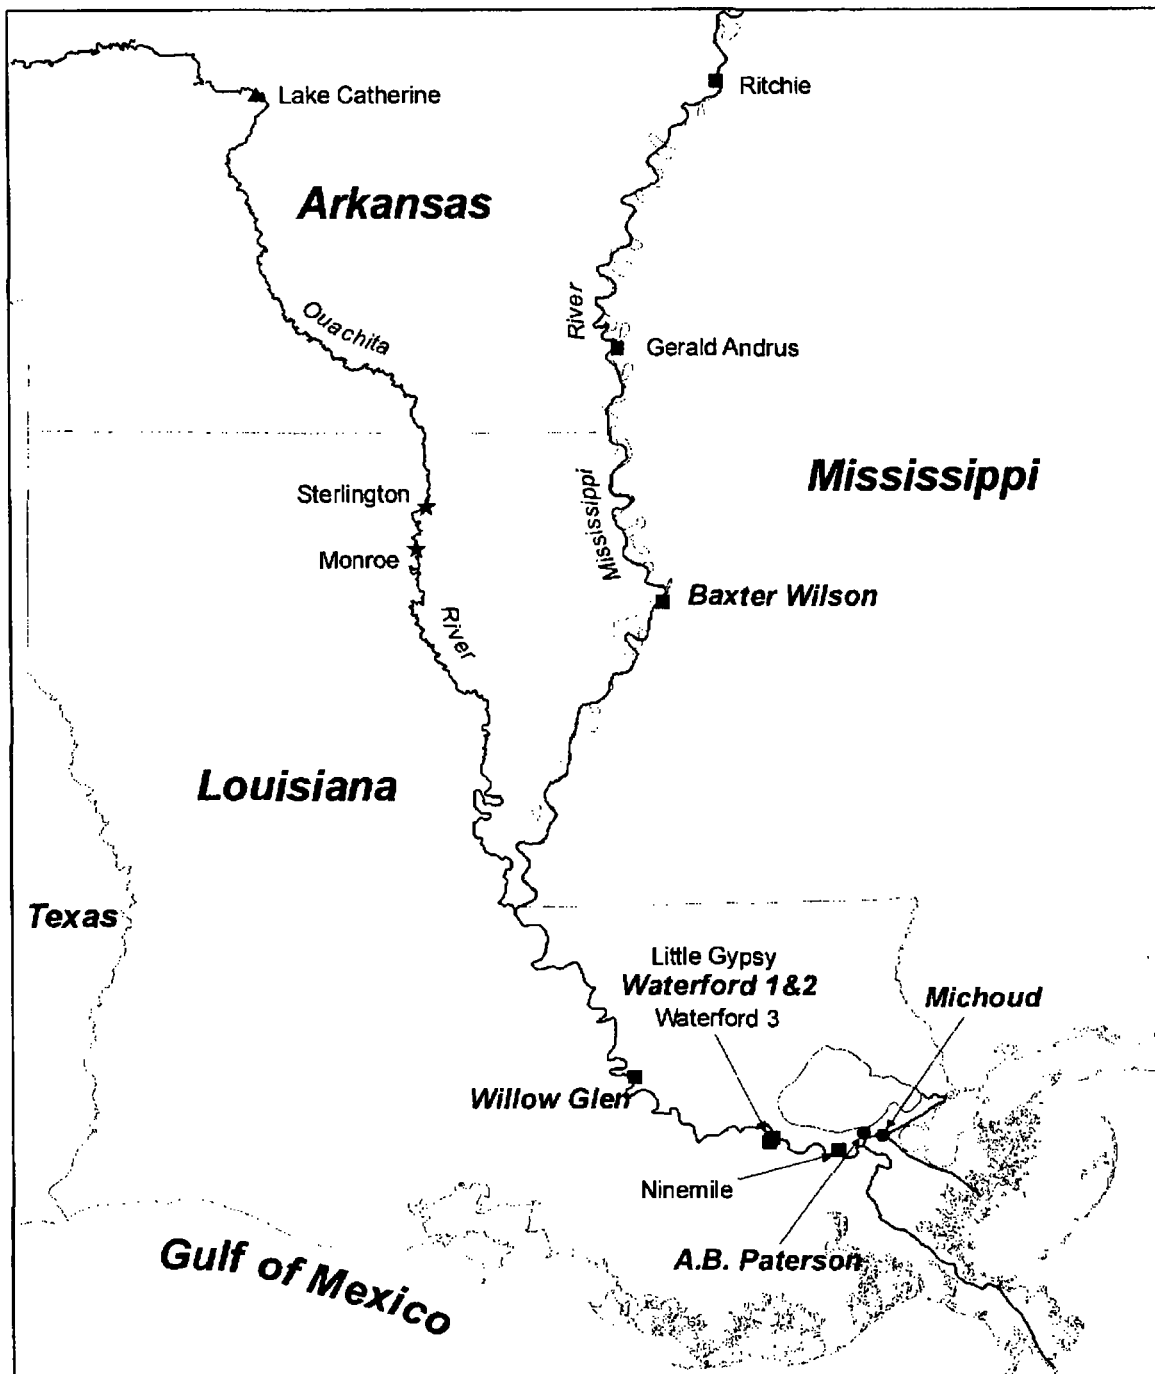 Ritchie
Lake Catherine
Arkansas
Ouachita
River
Gerald Andrus
Mississippi
Sterlington
Mississippi
Monroe
Baxter Wilson
River
Louisiana
Texas
Little Gypsy
Waterford 1&2
Waterford 3
Michoud
Willow Glen
Ninemile
A.B. Paterson
Gulf of Mexico